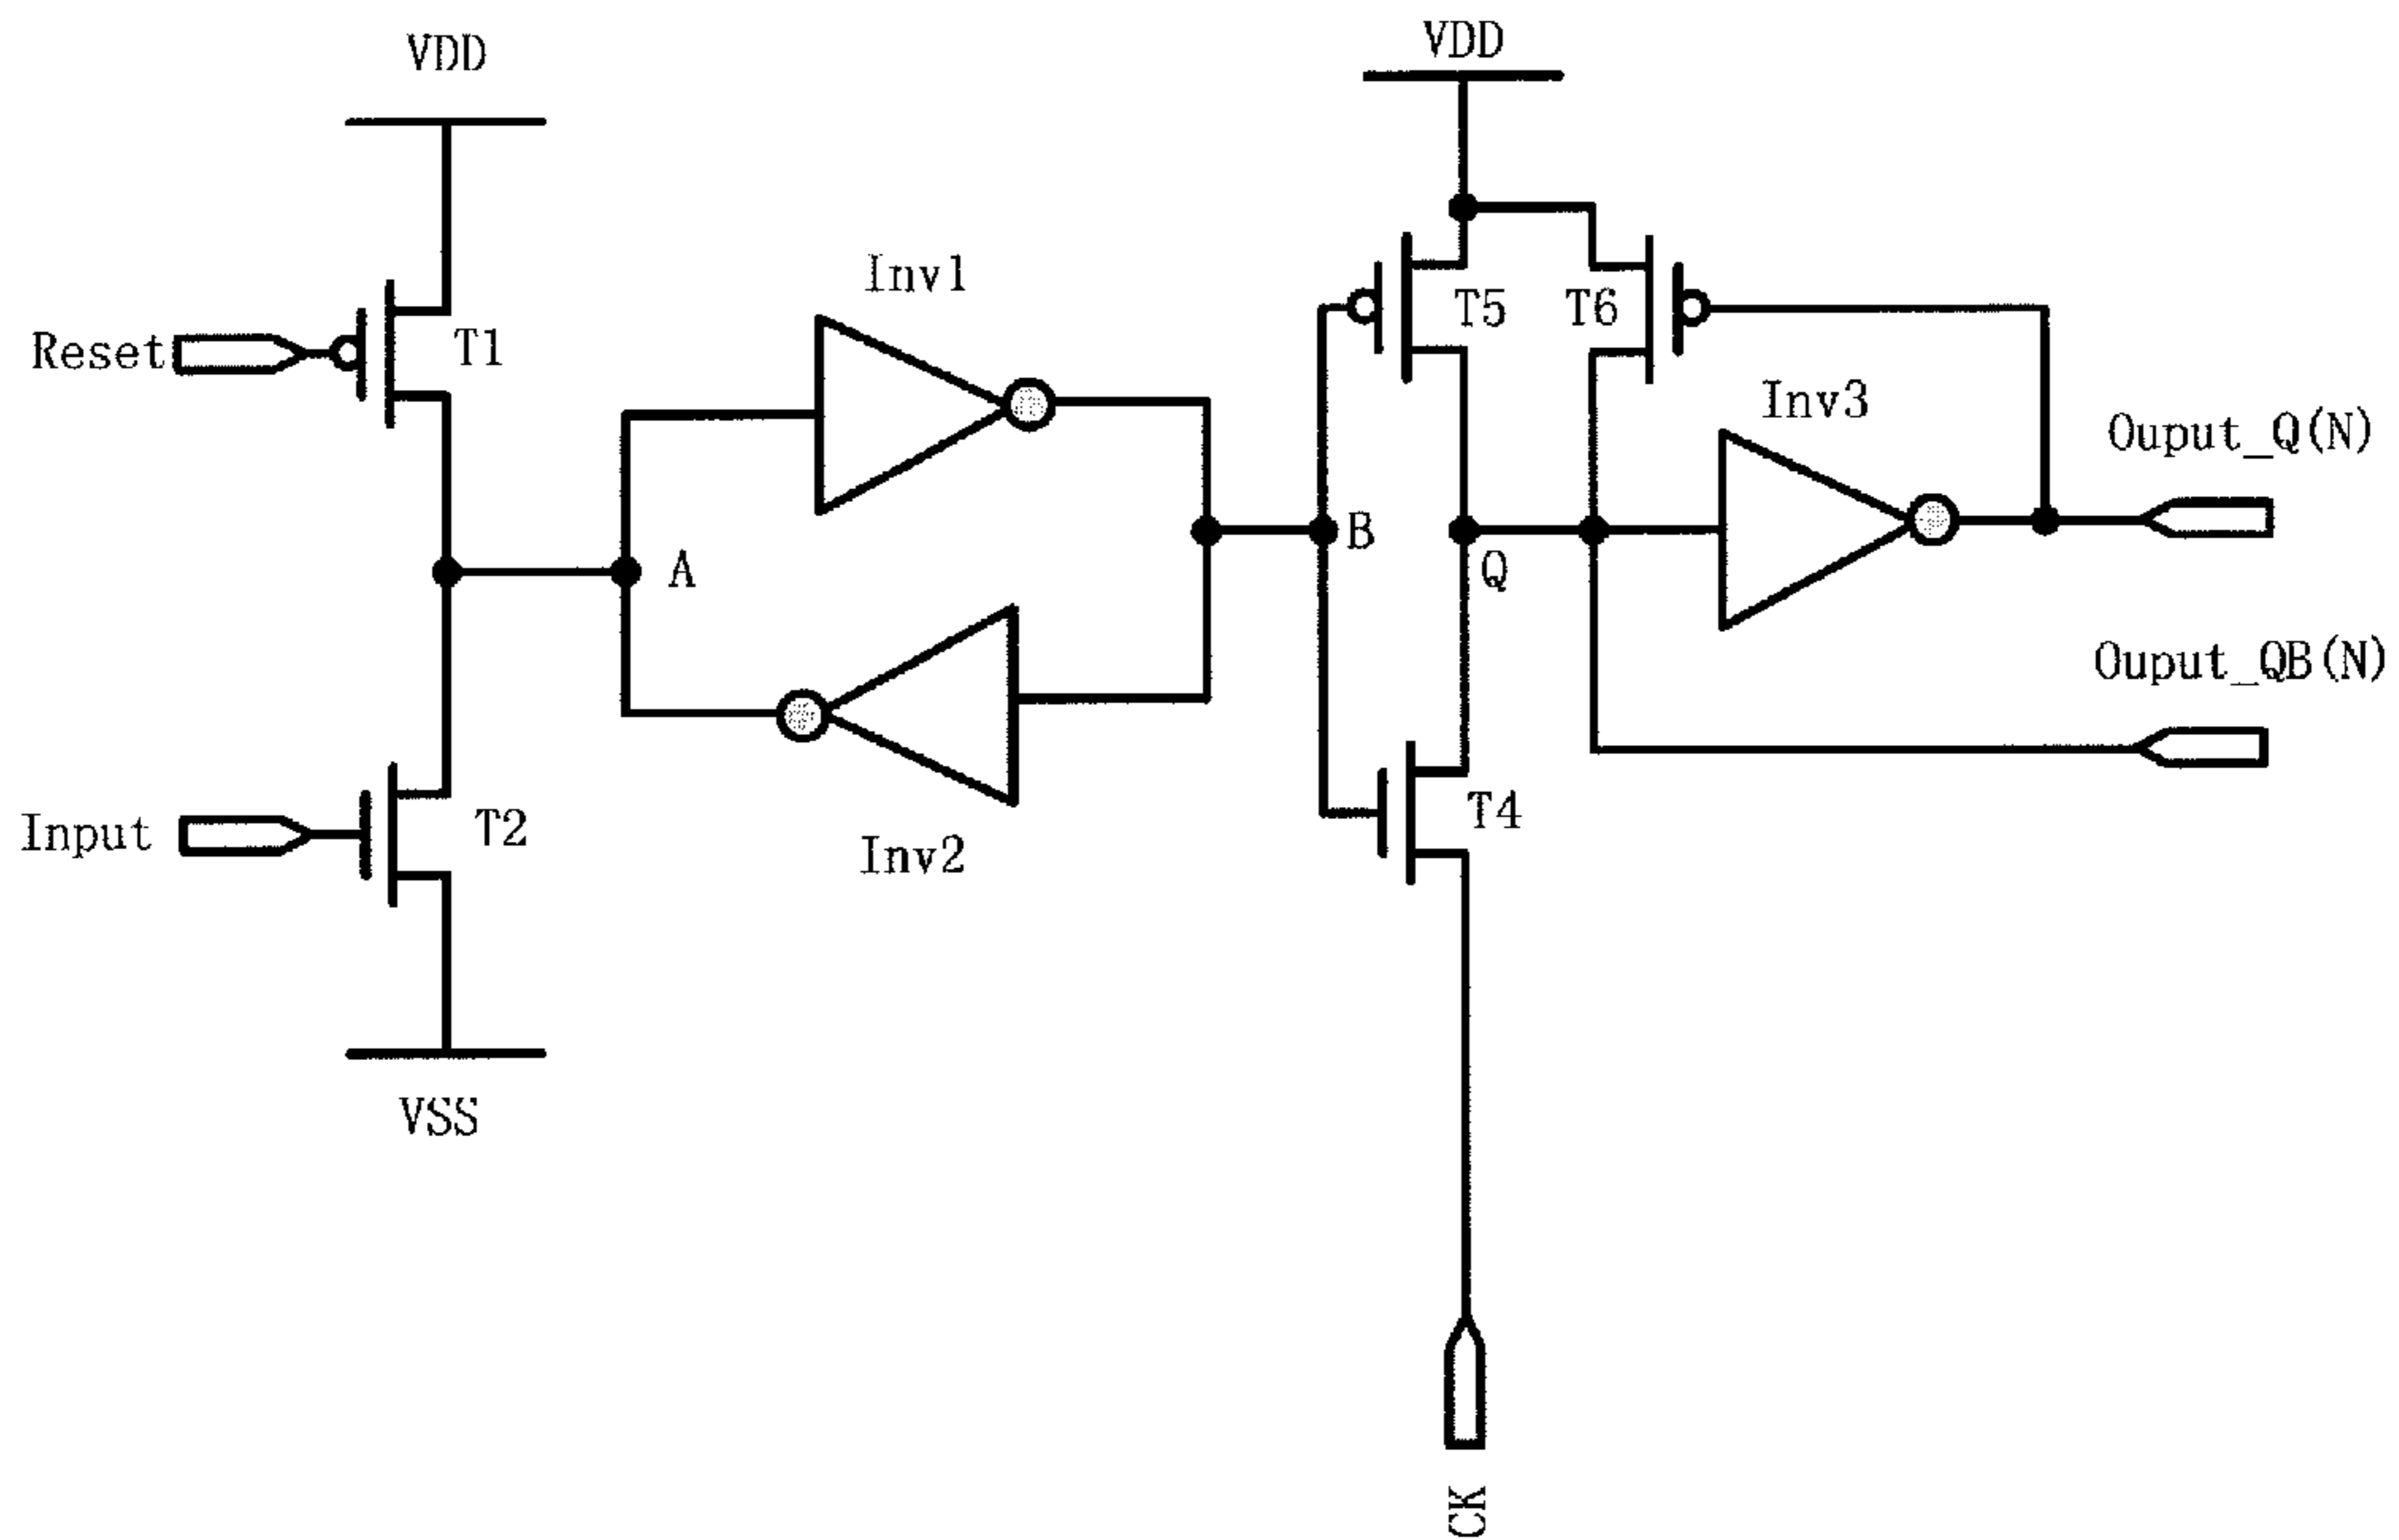 VDD
VDD
Inv1
T5
T6
Reset
T1
Inv3
Ouput_Q(N)
B
A
Q
Ouput_QB(N)
T4
Input
T2
Inv2
VSS
CK